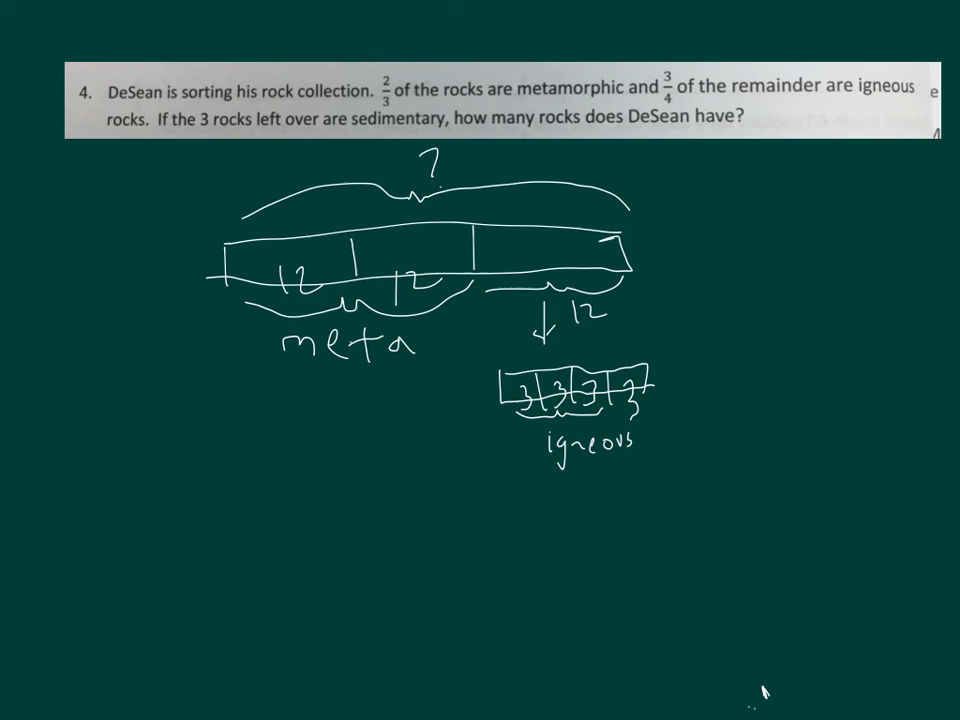 4. DeSean is sorting his rock collection. 2/3 of the rocks are metamorphic and 3/4 of the remainder are igneous e
rocks. If the 3 rocks left over are sedimentary, how many rocks does DeSean have?
?
12 12
12
meta
3 3 3 3
igneous